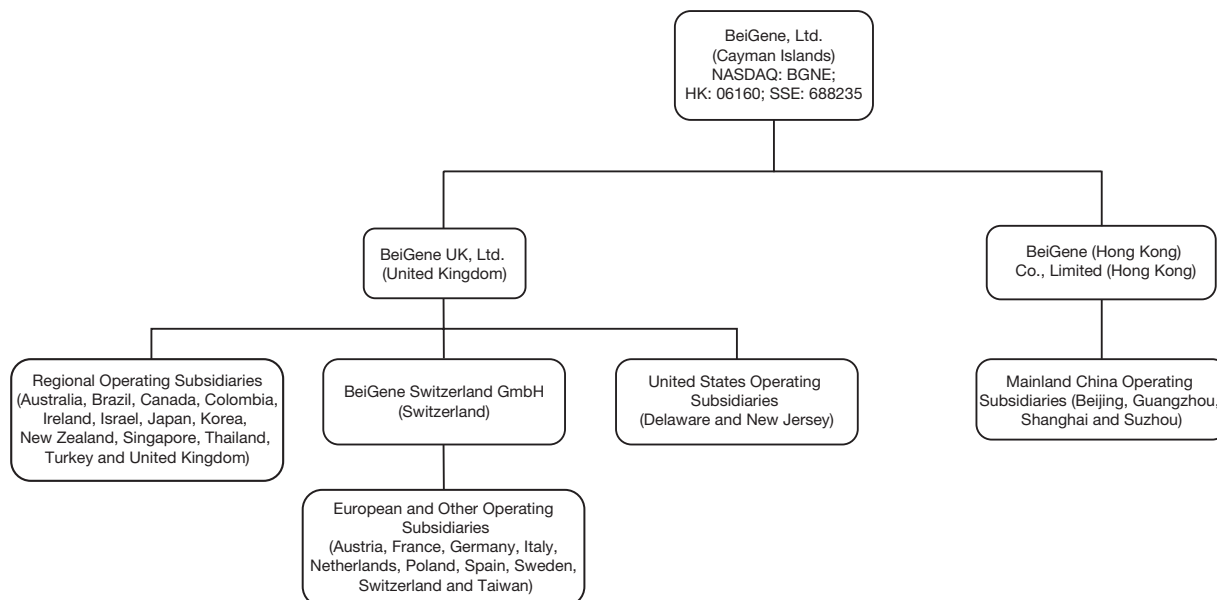 BeiGene, Ltd.
(Cayman Islands)
NASDAQ: BGNE;
HK: 06160; SSE: 688235
BeiGene UK, Ltd.
(United Kingdom)
BeiGene (Hong Kong)
Co., Limited (Hong Kong)
Regional Operating Subsidiaries
(Australia, Brazil, Canada, Colombia,
Ireland, Israel, Japan, Korea,
New Zealand, Singapore, Thailand,
Turkey and United Kingdom)
BeiGene Switzerland GmbH
(Switzerland)
United States Operating
Subsidiaries
(Delaware and New Jersey)
Mainland China Operating
Subsidiaries (Beijing, Guangzhou,
Shanghai and Suzhou)
European and Other Operating
Subsidiaries
(Austria, France, Germany, Italy,
Netherlands, Poland, Spain, Sweden,
Switzerland and Taiwan)